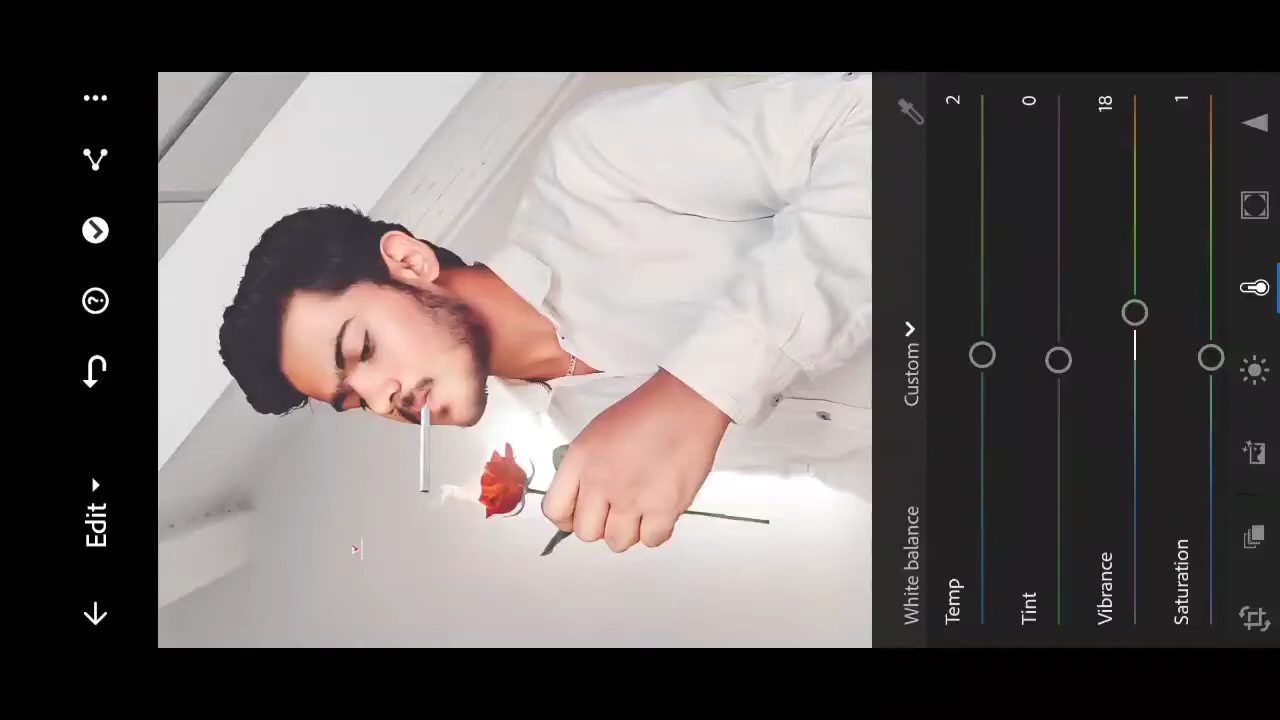 Edit
White balance
Custom
Temp 2
Tint 0
Vibrance 18
Saturation 1